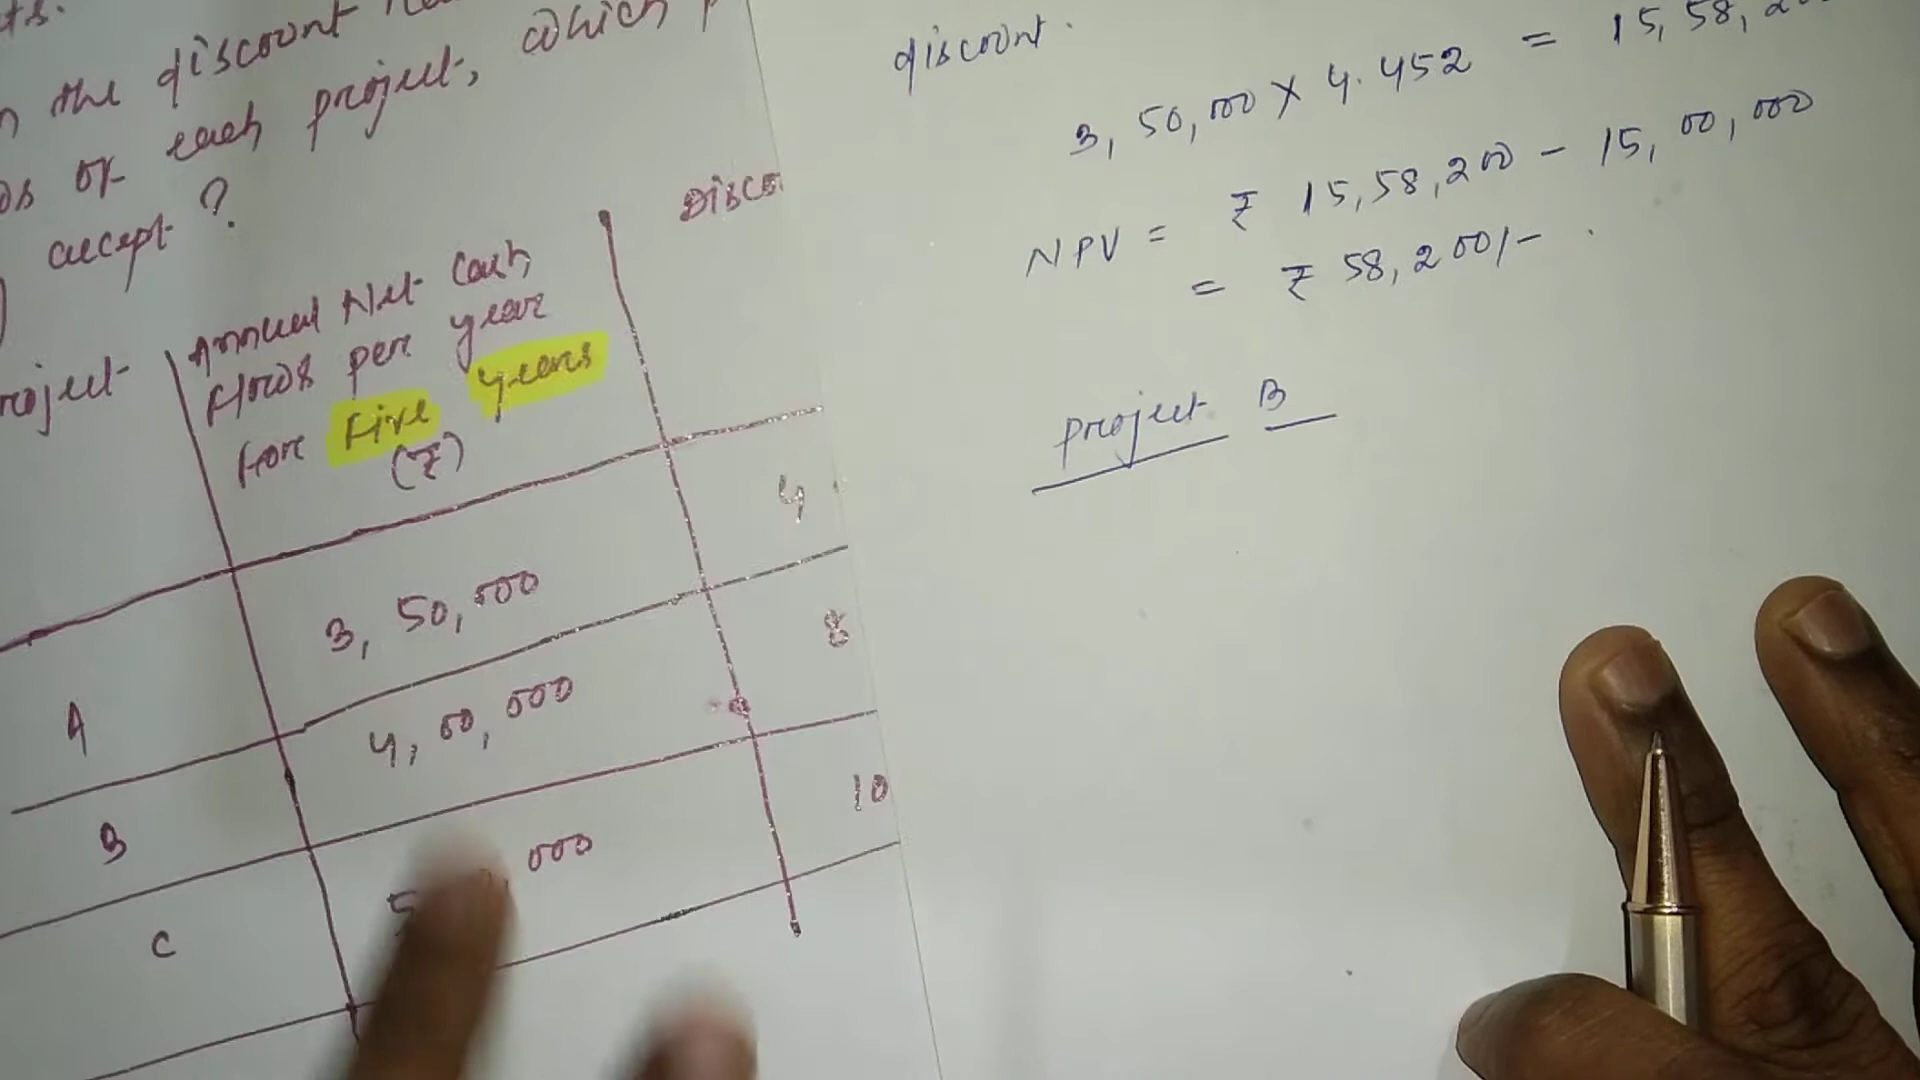 the discount
of each project, which
accept ?
Project
Annual Net Cash
flows per year
for Five years
(₹)
Disco
A
3, 50,000
4
B
4, 00,000
8
C
000
10
discount.
3, 50,000 X 4.452 = 15,58,200
NPV = ₹ 15,58,200 - 15,00,000
= ₹ 58,200/-
project B